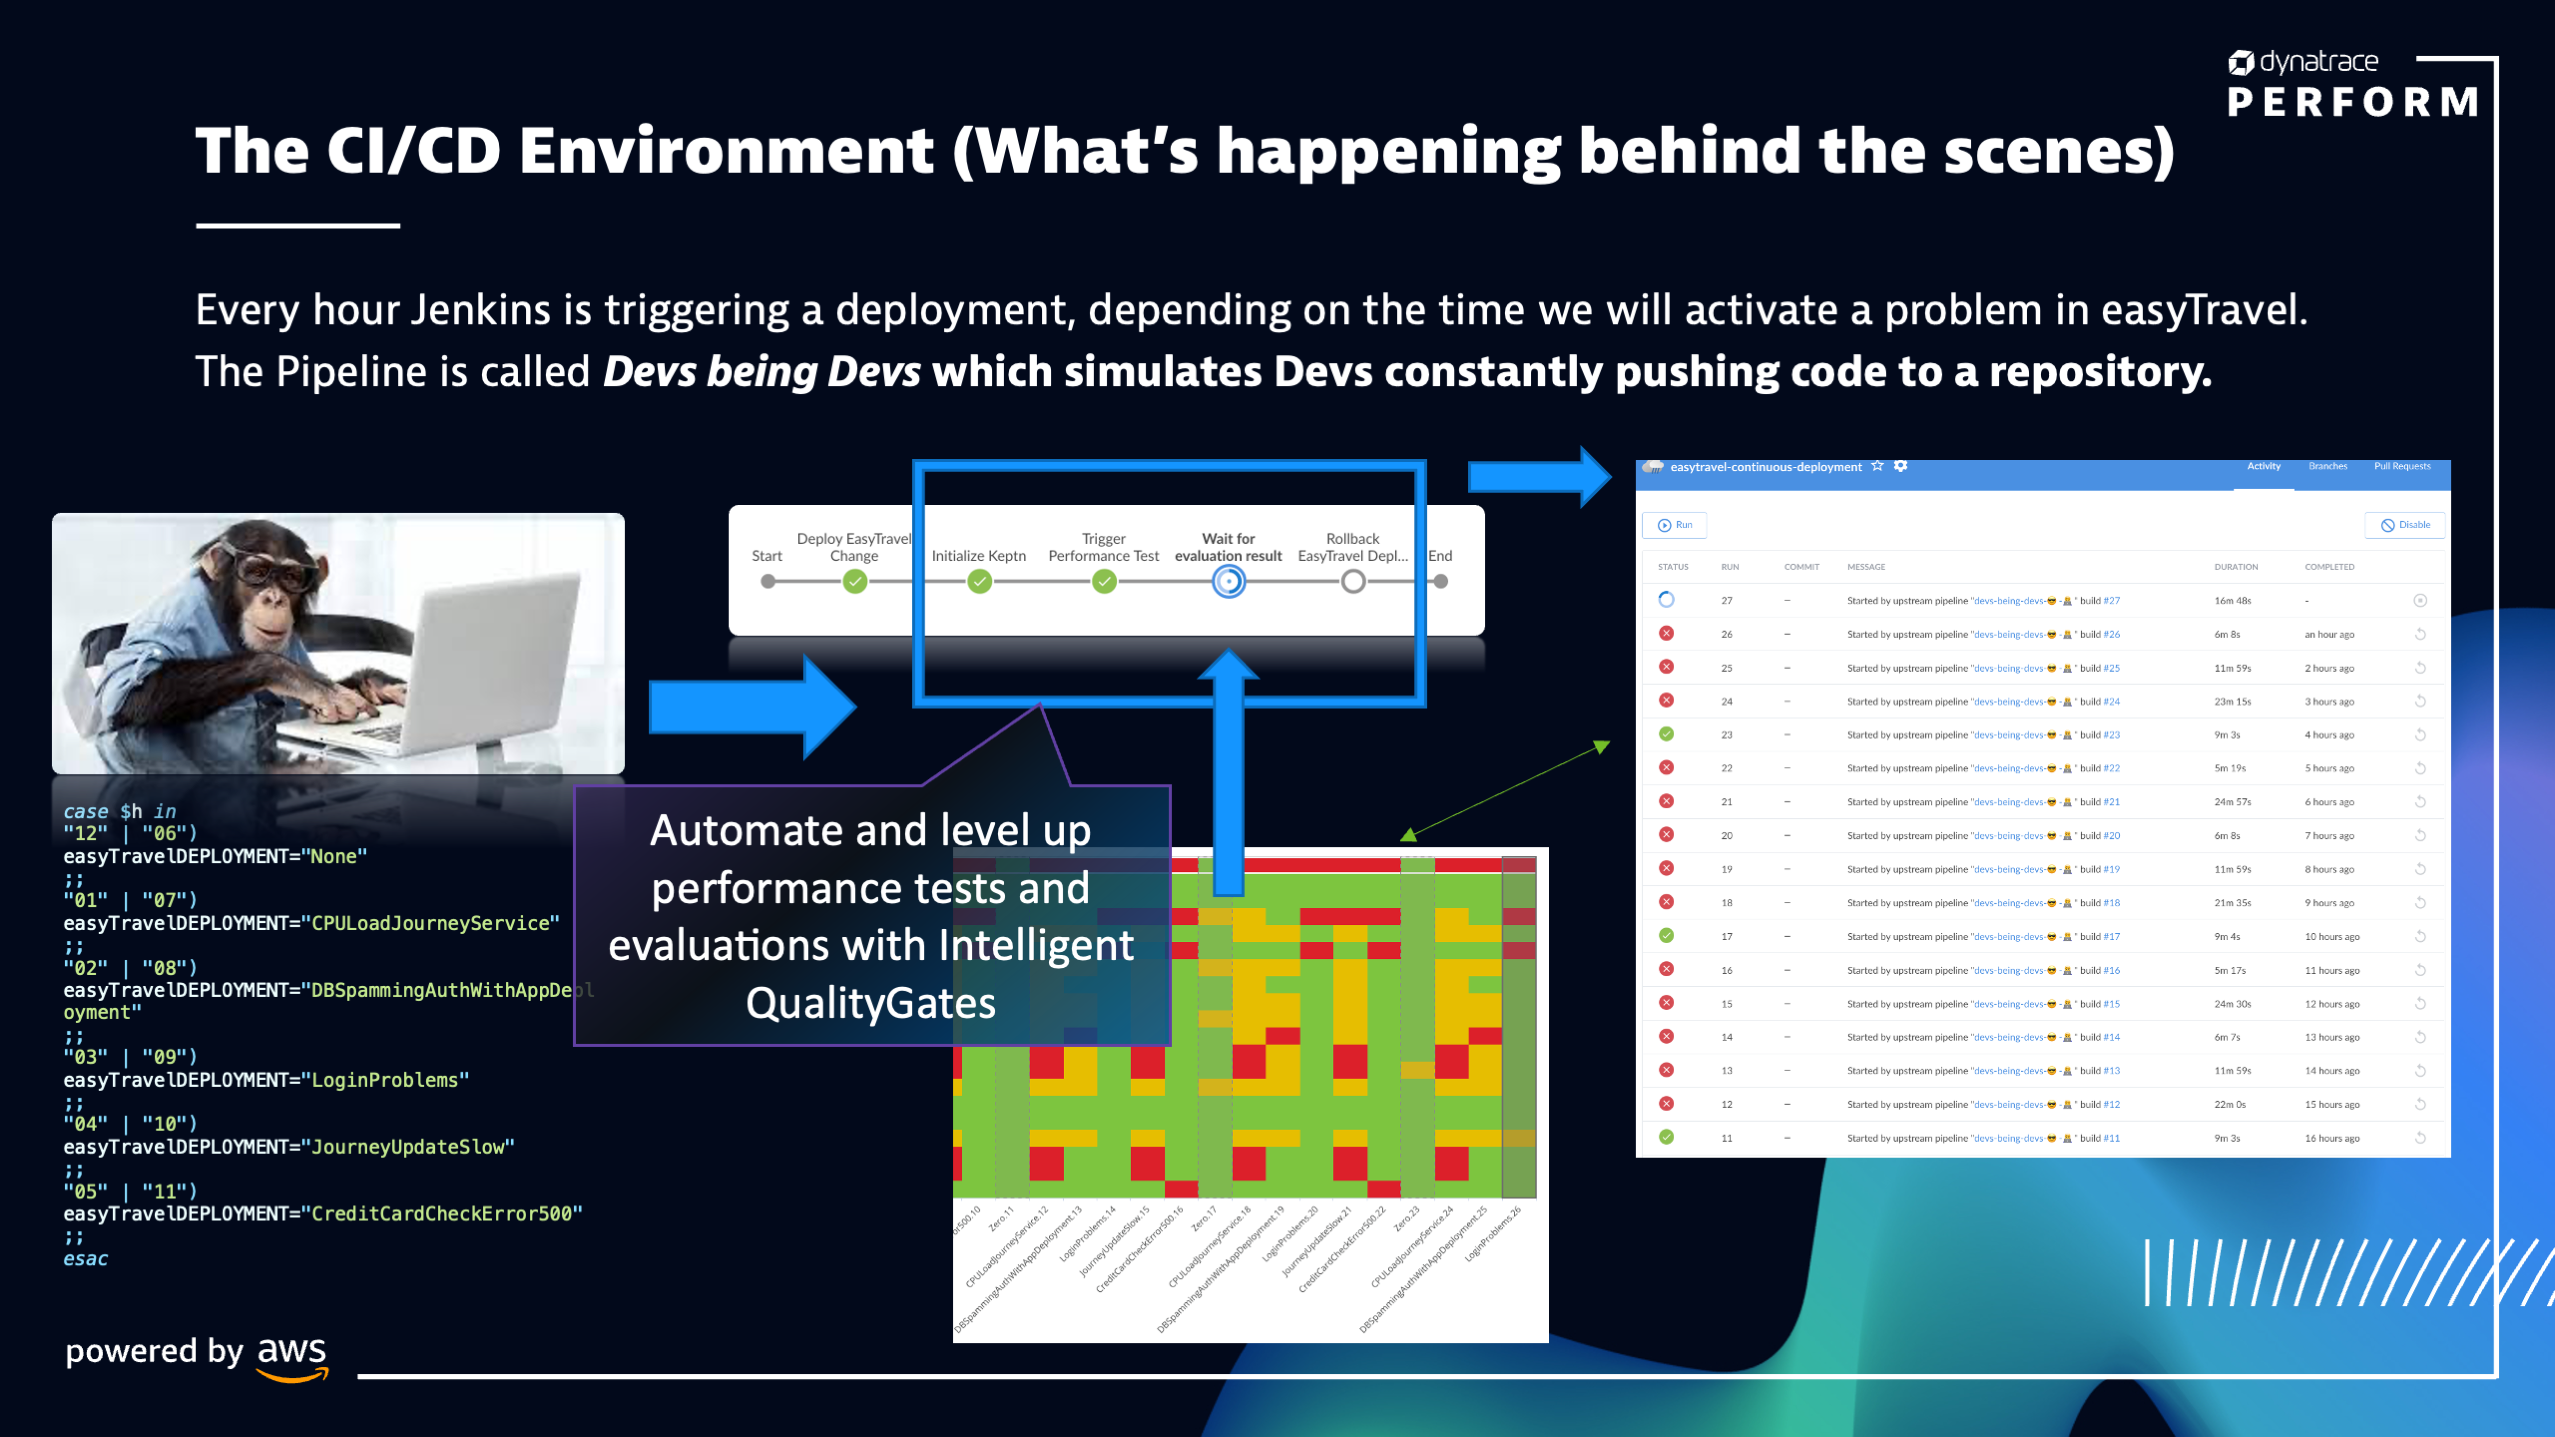 dynatrace
PERFORM
The CI/CD Environment (What's happening behind the scenes)
Every hour Jenkins is triggering a deployment, depending on the time we will activate a problem in easyTravel.
The Pipeline is called Devs being Devs which simulates Devs constantly pushing code to a repository.
Start
Deploy EasyTravel
Change
Initialize Keptn
Trigger
Performance Test
Wait for
evaluation result
Rollback
EasyTravel Depl...
End
case $h in
"12" | "06")
easyTravelDEPLOYMENT="None"
;;
"01" | "07")
easyTravelDEPLOYMENT="CPULoadJourneyService"
;;
"02" | "08")
easyTravelDEPLOYMENT="DBSpammingAuthWithAppDepl
oyment"
;;
"03" | "09")
easyTravelDEPLOYMENT="LoginProblems"
;;
"04" | "10")
easyTravelDEPLOYMENT="JourneyUpdateSlow"
;;
"05" | "11")
easyTravelDEPLOYMENT="CreditCardCheckError500"
;;
esac
Automate and level up
performance tests and
evaluations with Intelligent
QualityGates
or500.10
Zero.11
CPULoadJourneyService.12
DBSpammingAuthWithAppDeployment.13
LoginProblems.14
JourneyUpdateSlow.15
CreditCardCheckError500.16
Zero.17
CPULoadJourneyService.18
DBSpammingAuthWithAppDeployment.19
LoginProblems.20
JourneyUpdateSlow.21
CreditCardCheckError500.22
Zero.23
CPULoadJourneyService.24
DBSpammingAuthWithAppDeployment.25
LoginProblems.26
easytravel-continuous-deployment Activity Branches Pull Requests
Run Disable
STATUS RUN COMMIT MESSAGE DURATION COMPLETED
27 – Started by upstream pipeline "devs-being-devs-😎-👨‍💻" build #27 16m 48s -
26 – Started by upstream pipeline "devs-being-devs-😎-👨‍💻" build #26 6m 8s an hour ago
25 – Started by upstream pipeline "devs-being-devs-😎-👨‍💻" build #25 11m 59s 2 hours ago
24 – Started by upstream pipeline "devs-being-devs-😎-👨‍💻" build #24 23m 15s 3 hours ago
23 – Started by upstream pipeline "devs-being-devs-😎-👨‍💻" build #23 9m 3s 4 hours ago
22 – Started by upstream pipeline "devs-being-devs-😎-👨‍💻" build #22 5m 19s 5 hours ago
21 – Started by upstream pipeline "devs-being-devs-😎-👨‍💻" build #21 24m 57s 6 hours ago
20 – Started by upstream pipeline "devs-being-devs-😎-👨‍💻" build #20 6m 8s 7 hours ago
19 – Started by upstream pipeline "devs-being-devs-😎-👨‍💻" build #19 11m 59s 8 hours ago
18 – Started by upstream pipeline "devs-being-devs-😎-👨‍💻" build #18 21m 35s 9 hours ago
17 – Started by upstream pipeline "devs-being-devs-😎-👨‍💻" build #17 9m 4s 10 hours ago
16 – Started by upstream pipeline "devs-being-devs-😎-👨‍💻" build #16 5m 17s 11 hours ago
15 – Started by upstream pipeline "devs-being-devs-😎-👨‍💻" build #15 24m 30s 12 hours ago
14 – Started by upstream pipeline "devs-being-devs-😎-👨‍💻" build #14 6m 7s 13 hours ago
13 – Started by upstream pipeline "devs-being-devs-😎-👨‍💻" build #13 11m 59s 14 hours ago
12 – Started by upstream pipeline "devs-being-devs-😎-👨‍💻" build #12 22m 0s 15 hours ago
11 – Started by upstream pipeline "devs-being-devs-😎-👨‍💻" build #11 9m 3s 16 hours ago
powered by aws